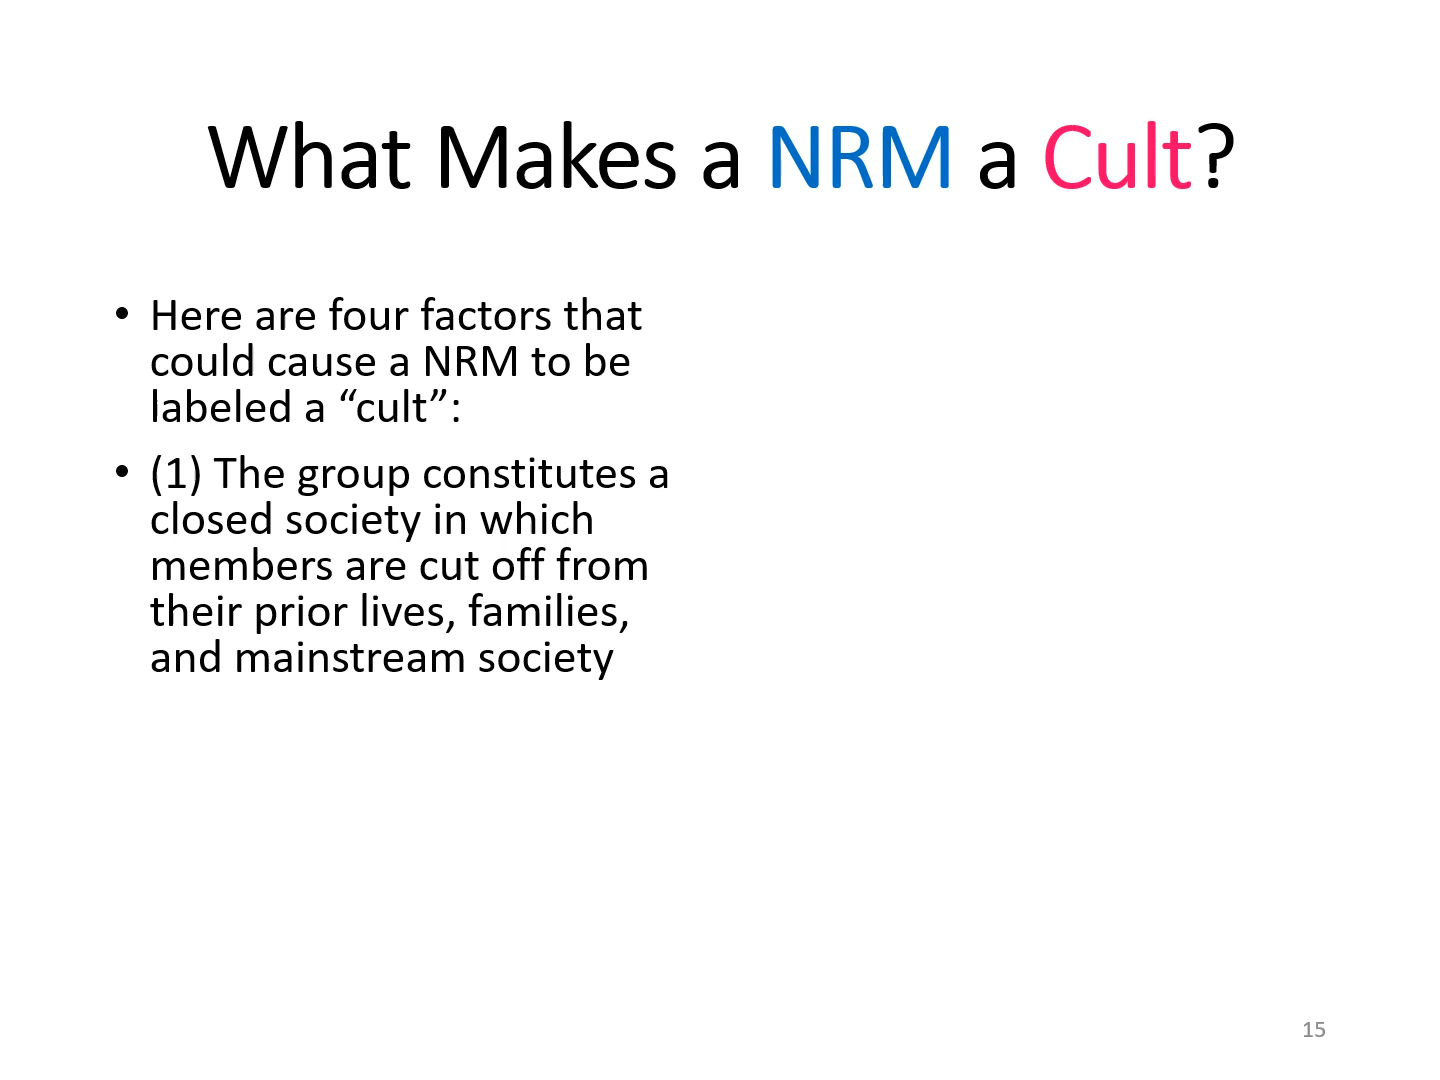 What Makes a NRM a Cult?
• Here are four factors that
could cause a NRM to be
labeled a “cult”:
• (1) The group constitutes a
closed society in which
members are cut off from
their prior lives, families,
and mainstream society
15